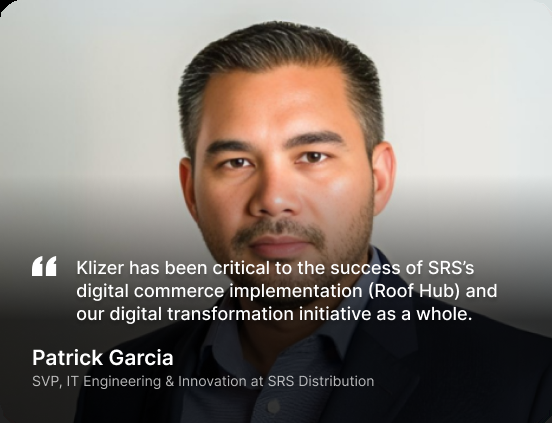 “ Klizer has been critical to the success of SRS’s
digital commerce implementation (Roof Hub) and
our digital transformation initiative as a whole.
Patrick Garcia
SVP, IT Engineering & Innovation at SRS Distribution